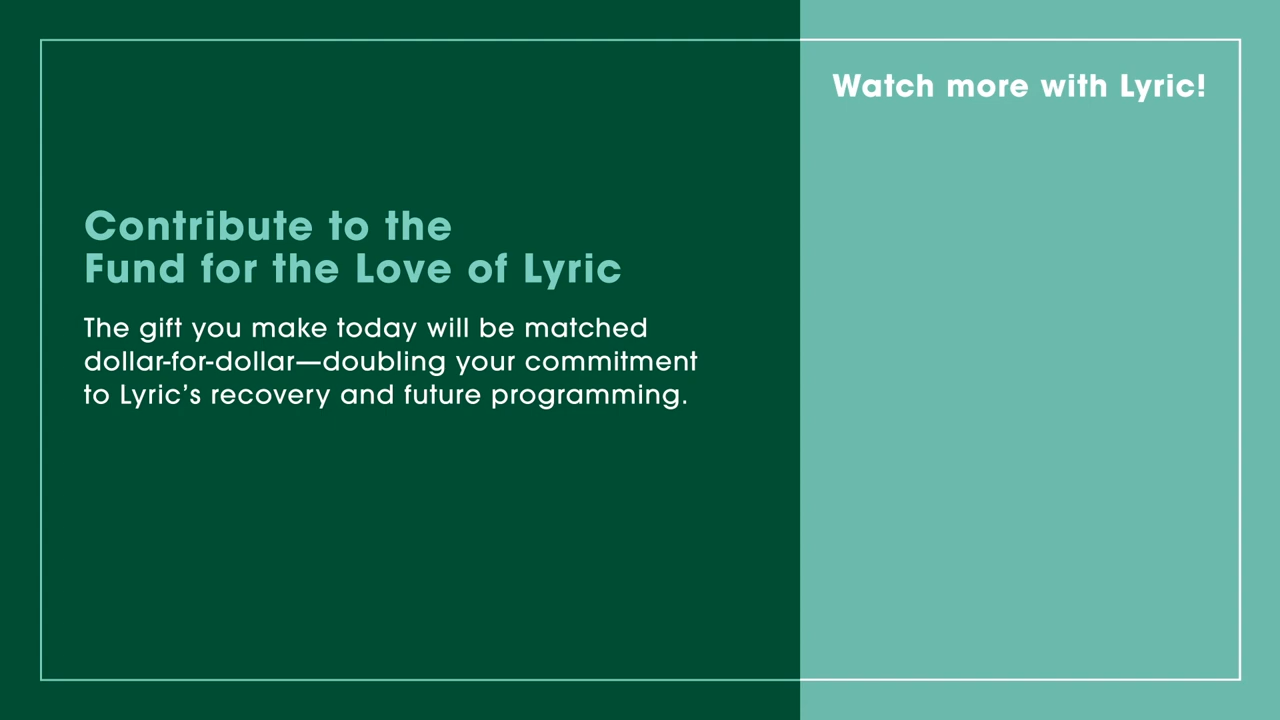 Watch more with Lyric!
Contribute to the
Fund for the Love of Lyric
The gift you make today will be matched
dollar-for-dollar—doubling your commitment
to Lyric’s recovery and future programming.